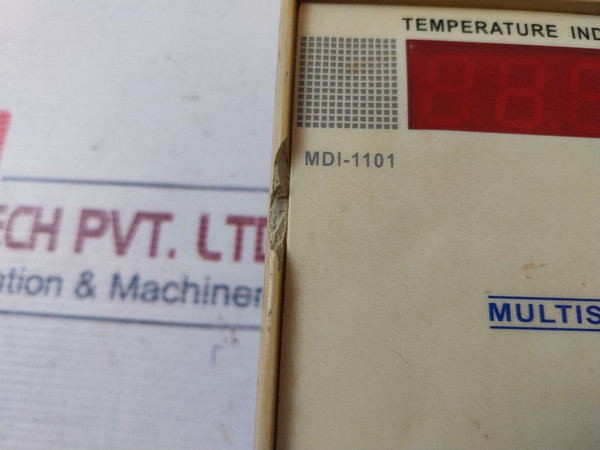 TEMPERATURE IND
MDI-1101
ECH PVT. LTD
ation & Machiner
MULTIS